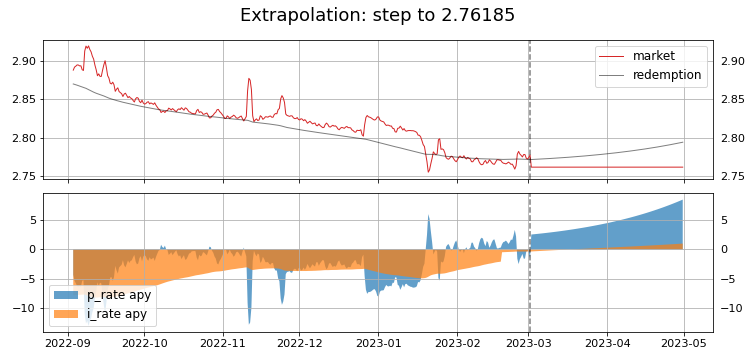 Extrapolation: step to 2.76185
2.90 2.90
2.85 2.85
2.80 2.80
2.75 2.75
market
redemption
5 5
0 0
−5 −5
−10 −10
p_rate apy
i_rate apy
2022-09 2022-10 2022-11 2022-12 2023-01 2023-02 2023-03 2023-04 2023-05